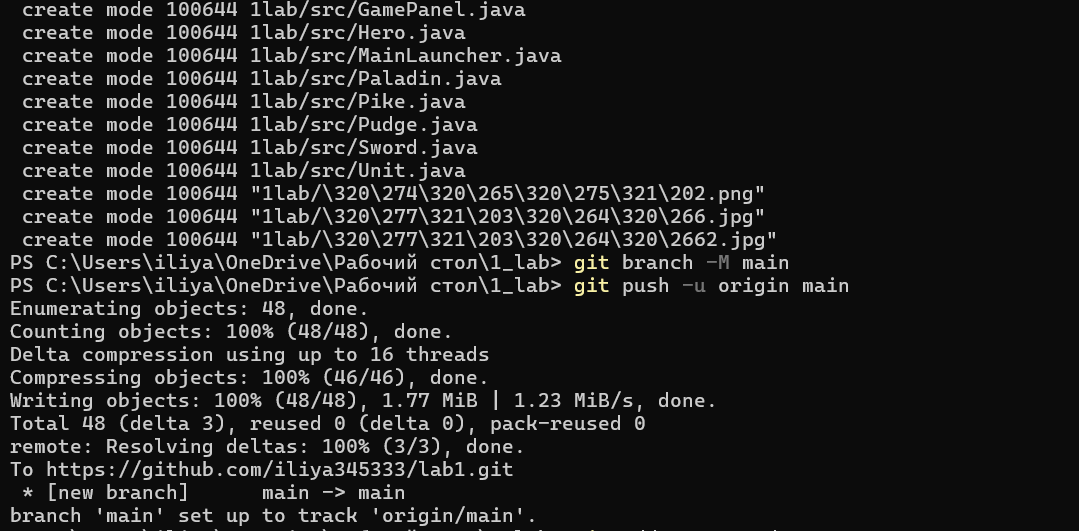 create mode 100644 1lab/src/GamePanel.java
create mode 100644 1lab/src/Hero.java
create mode 100644 1lab/src/MainLauncher.java
create mode 100644 1lab/src/Paladin.java
create mode 100644 1lab/src/Pike.java
create mode 100644 1lab/src/Pudge.java
create mode 100644 1lab/src/Sword.java
create mode 100644 1lab/src/Unit.java
create mode 100644 "1lab/\320\274\320\265\320\275\321\202.png"
create mode 100644 "1lab/\320\277\321\203\320\264\320\266.jpg"
create mode 100644 "1lab/\320\277\321\203\320\264\320\2662.jpg"
PS C:\Users\iliya\OneDrive\Рабочий стол\1_lab> git branch -M main
PS C:\Users\iliya\OneDrive\Рабочий стол\1_lab> git push -u origin main
Enumerating objects: 48, done.
Counting objects: 100% (48/48), done.
Delta compression using up to 16 threads
Compressing objects: 100% (46/46), done.
Writing objects: 100% (48/48), 1.77 MiB | 1.23 MiB/s, done.
Total 48 (delta 3), reused 0 (delta 0), pack-reused 0
remote: Resolving deltas: 100% (3/3), done.
To https://github.com/iliya345333/lab1.git
* [new branch]      main -> main
branch 'main' set up to track 'origin/main'.